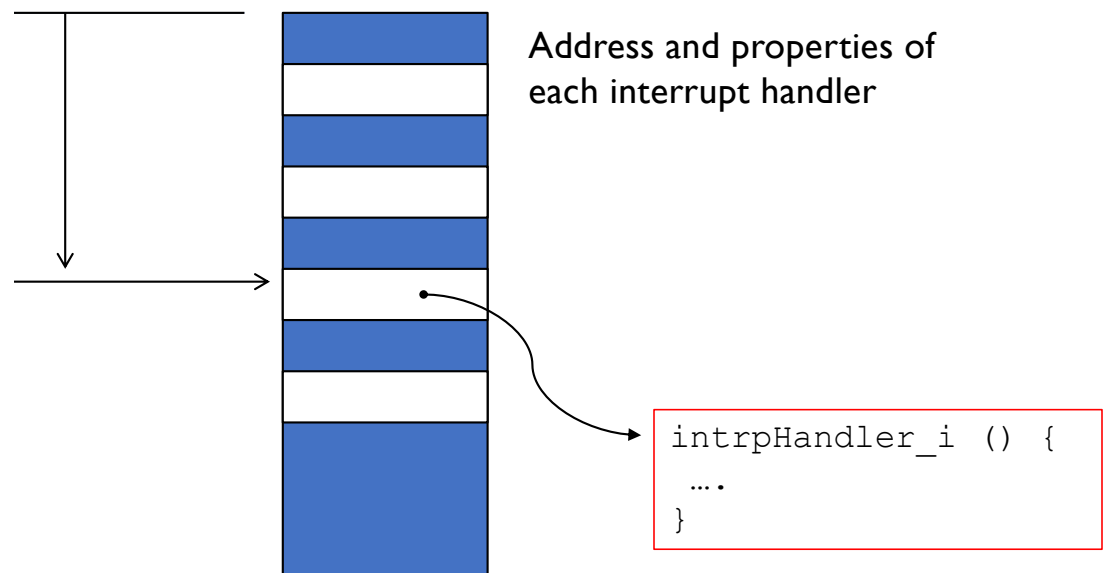 Address and properties of
each interrupt handler
intrpHandler_i () {
….
}